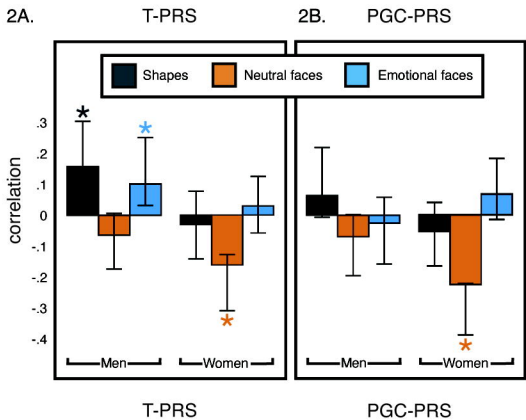 2A. T-PRS 2B. PGC-PRS
Shapes Neutral faces Emotional faces
correlation
.3
.2
.1
0
-.1
-.2
-.3
-.4
*
*
*
*
Men Women Men Women
T-PRS PGC-PRS